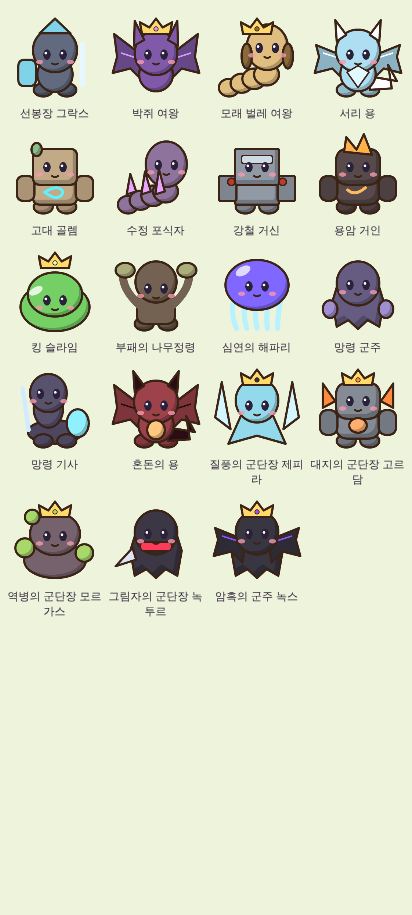 선봉장 그락스
박쥐 여왕
모래 벌레 여왕
서리 용
고대 골렘
수정 포식자
강철 거신
용암 거인
킹 슬라임
부패의 나무정령
심연의 해파리
망령 군주
망령 기사
혼돈의 용
질풍의 군단장 제피
라
대지의 군단장 고르
담
역병의 군단장 모르
가스
그림자의 군단장 녹
투르
암흑의 군주 녹스